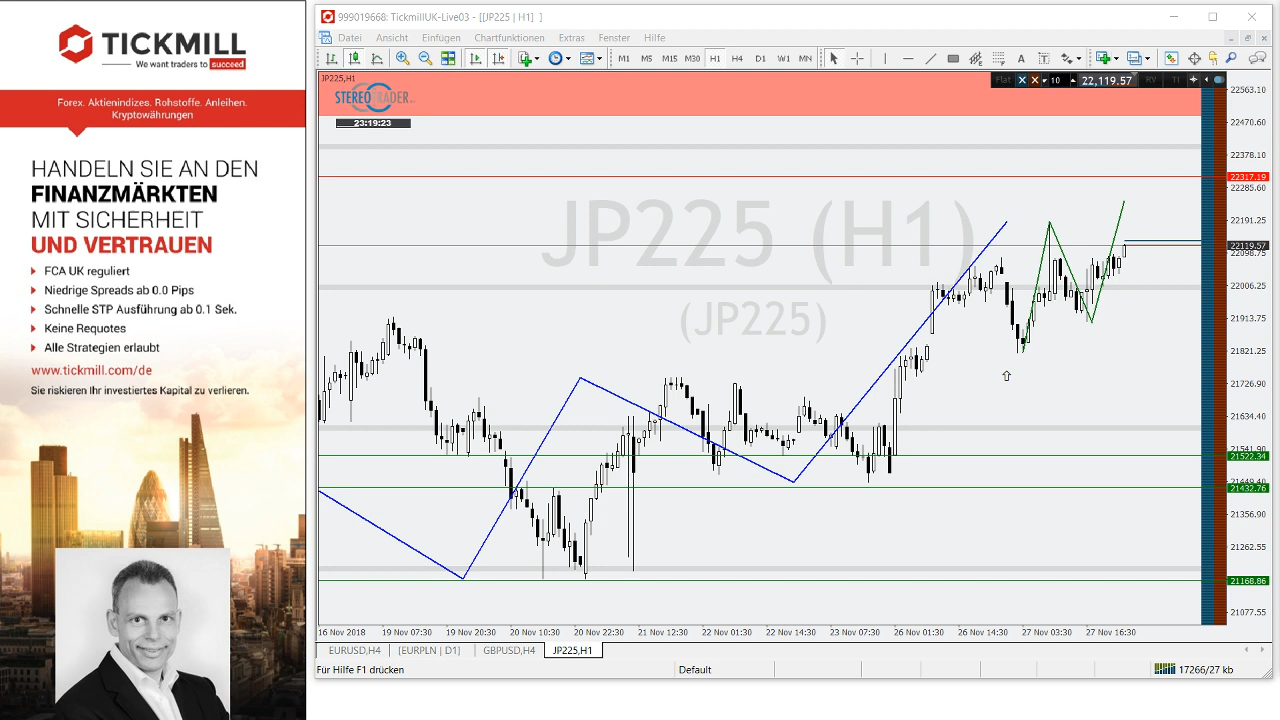 TICKMILL
We want traders to succeed
Forex. Aktienindizes. Rohstoffe. Anleihen.
Kryptowährungen
HANDELN SIE AN DEN
FINANZMÄRKTEN
MIT SICHERHEIT
UND VERTRAUEN
FCA UK reguliert
Niedrige Spreads ab 0.0 Pips
Schnelle STP Ausführung ab 0.1 Sek.
Keine Requotes
Alle Strategien erlaubt
www.tickmill.com/de
Sie riskieren Ihr investiertes Kapital zu verlieren.
999019668: TickmillUK-Live03 - [[JP225 | H1] ]
Datei Ansicht Einfügen Chartfunktionen Extras Fenster Hilfe
M1 M5 M15 M30 H1 H4 D1 W1 MN A T
JP225,H1
Flat 10 22,119.57 RV TI
STEREOTRADER
23:19:23
JP225 (H1)
(JP225)
22563.10
22470.60
22378.10
22317.19
22285.60
22191.25
22119.57
22098.75
22006.25
21913.75
21821.25
21726.90
21634.40
21541.90
21522.34
21449.40
21432.76
21356.90
21262.55
21168.86
21077.55
16 Nov 2018 19 Nov 07:30 19 Nov 20:30 20 Nov 10:30 20 Nov 22:30 21 Nov 12:30 22 Nov 01:30 22 Nov 14:30 23 Nov 07:30 26 Nov 01:30 26 Nov 14:30 27 Nov 03:30 27 Nov 16:30
EURUSD,H4 [EURPLN | D1] GBPUSD,H4 JP225,H1
Für Hilfe F1 drücken Default 17266/27 kb